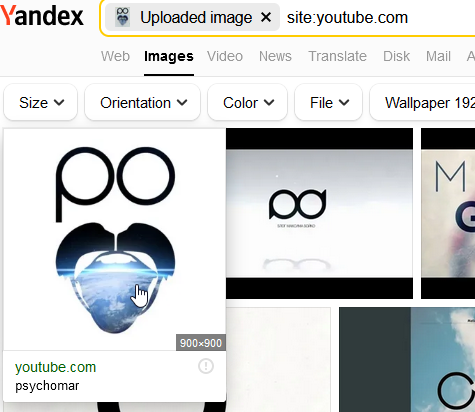 Yandex
Uploaded image × site:youtube.com
Web Images Video News Translate Disk Mail A
Size Orientation Color File Wallpaper 192
po
po
M
G
900×900
youtube.com
psychomar